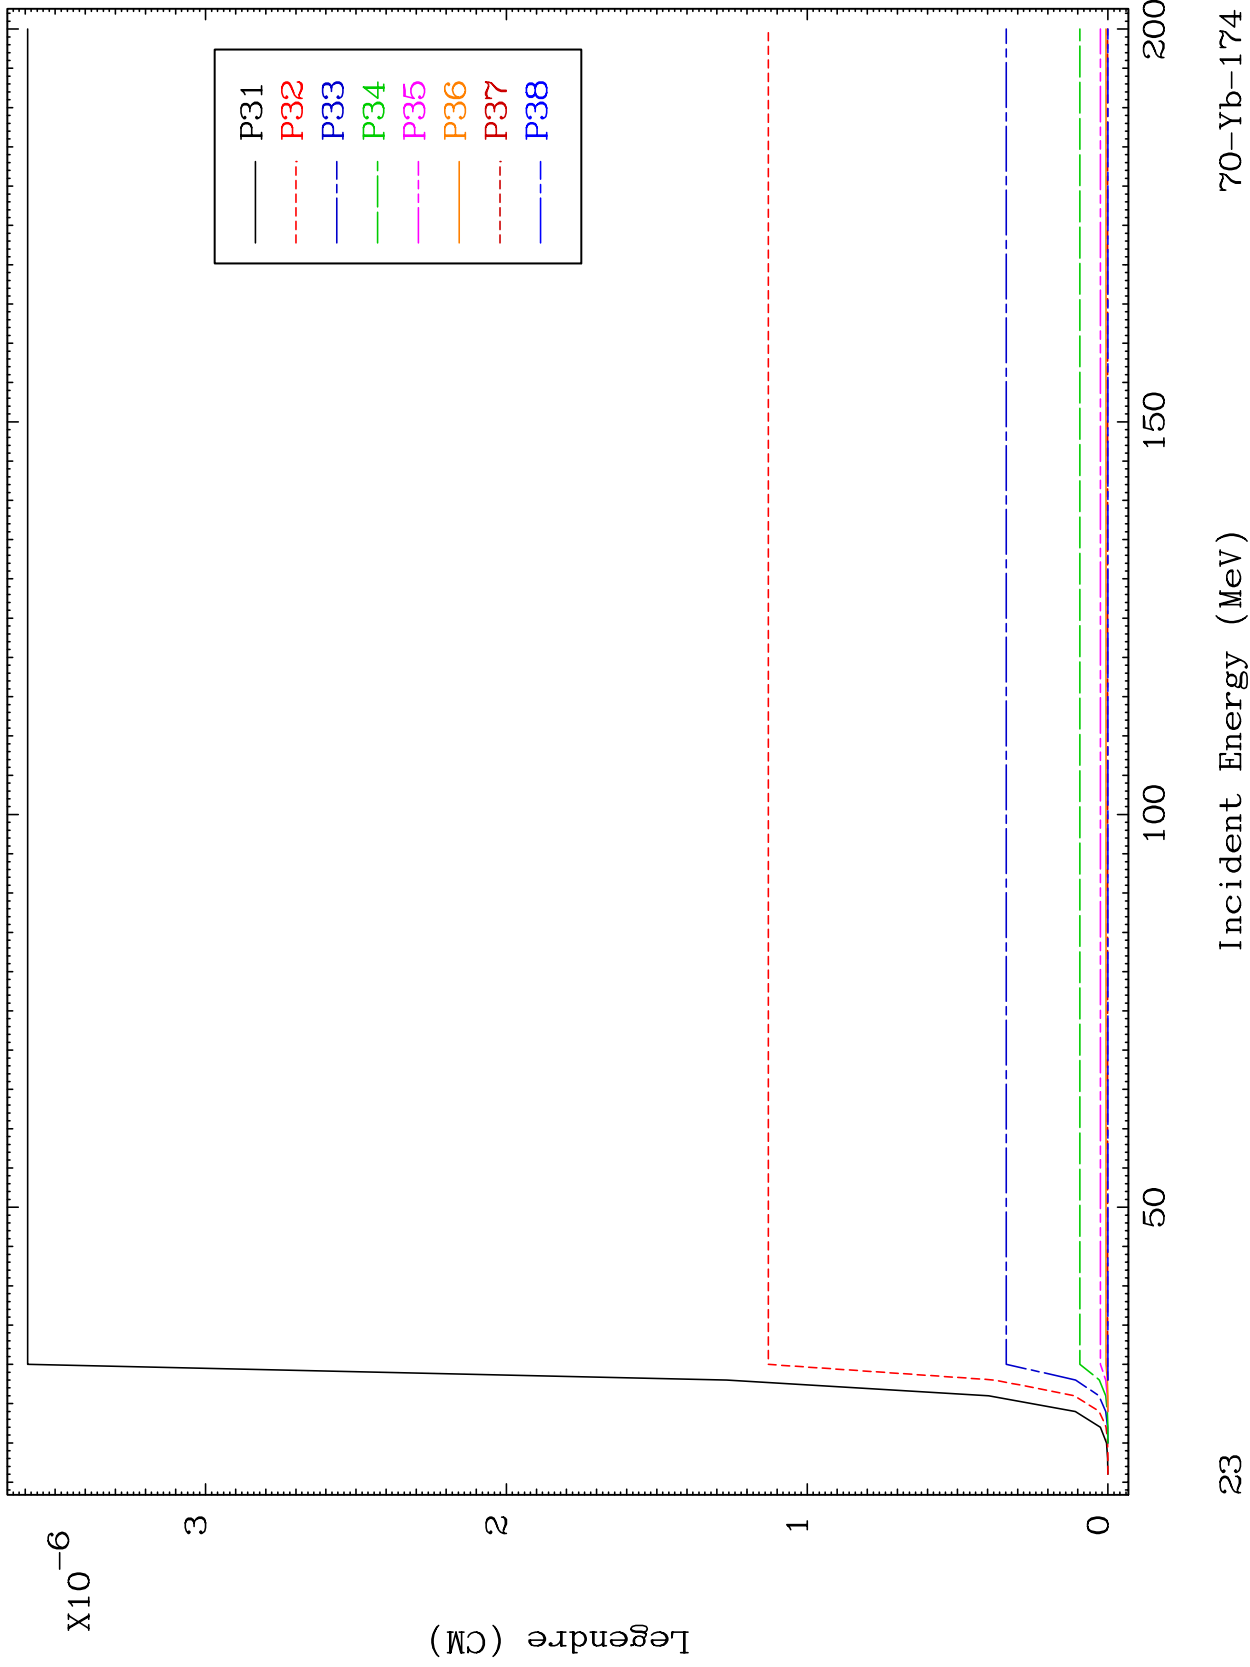 X10-6
Legendre (CM)
3
2
1
0
P31
P32
P33
P34
P35
P36
P37
P38
50
100
150
200
Incident Energy (MeV)
23
70-Yb-174